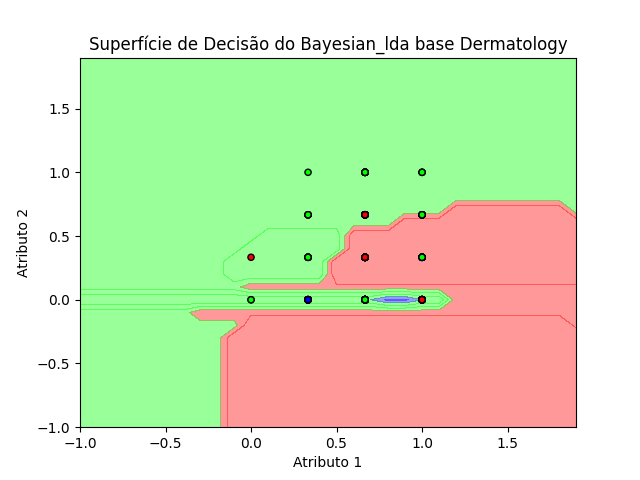 Superfície de Decisão do Bayesian_lda base Dermatology
1.5
1.0
0.5
0.0
−0.5
−1.0
Atributo 2
−1.0 −0.5 0.0 0.5 1.0 1.5
Atributo 1